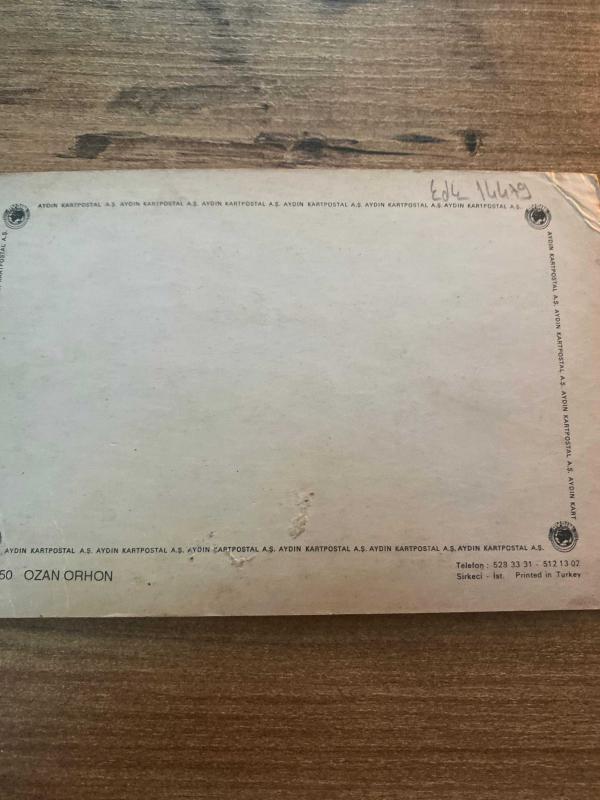 14479
AYDIN KARTPOSTAL A.Ş. AYDIN KARTPOSTAL A.Ş. AYDIN KARTPOSTAL A.Ş. AYDIN KARTPOSTAL A.Ş. AYDIN KARTPOSTAL A.Ş. AYDIN KARTPOSTAL A.Ş.
KARTPOSTAL A.Ş.
AYDIN KARTPOSTAL A.Ş. AYDIN KARTPOSTAL A.Ş. AYDIN KART
AYDIN KARTPOSTAL A.Ş. AYDIN KARTPOSTAL A.Ş. AYDIN KARTPOSTAL A.Ş. AYDIN KARTPOSTAL A.Ş. AYDIN KARTPOSTAL A.Ş. AYDIN KARTPOSTAL A.Ş.
50 OZAN ORHON
Telefon : 528 33 31 - 512 13 02
Sirkeci - İst. Printed in Turkey